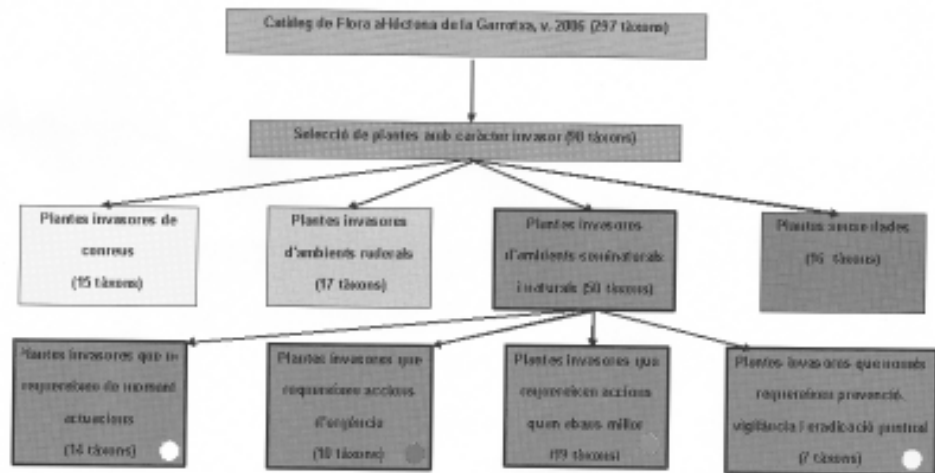 Catàleg de Flora al·lòctona de la Garrotxa, v. 2006 (297 tàxons)
Selecció de plantes amb caràcter invasor (98 tàxons)
Plantes invasores de
conreus
(15 tàxons)
Plantes invasores
d'ambients ruderals
(17 tàxons)
Plantes invasores
d'ambients seminaturals
i naturals (50 tàxons)
Plantes sense dades
(16 tàxons)
Plantes invasores que no
requereixen de moment
actuacions
(14 tàxons)
Plantes invasores que
requereixen accions
d'urgència
(10 tàxons)
Plantes invasores que
requereixen accions
quan abans millor
(19 tàxons)
Plantes invasores que només
requereixen prevenció,
vigilància i eradicació puntual
(7 tàxons)